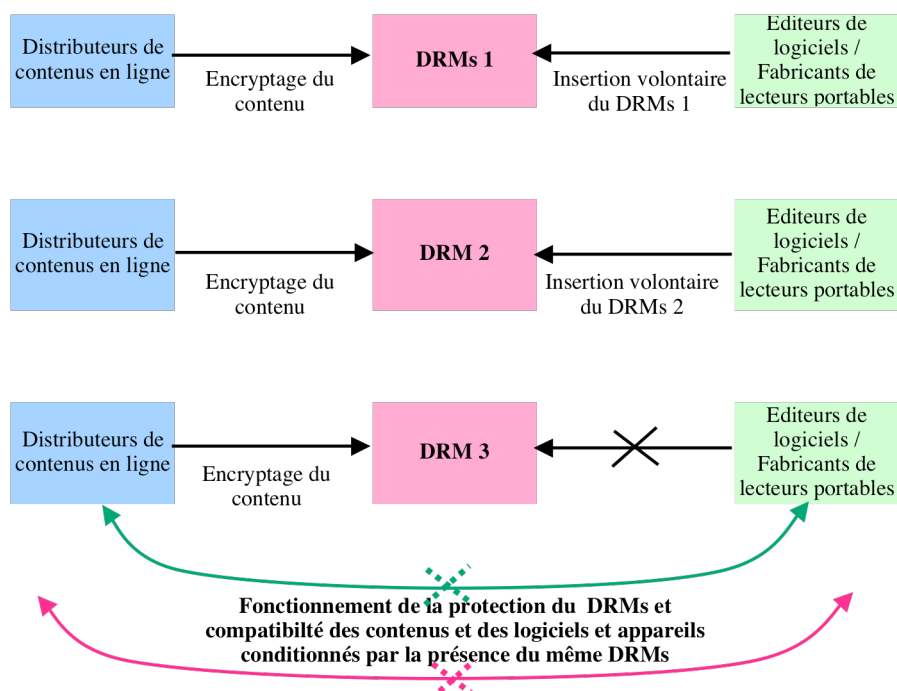 Distributeurs de
contenus en ligne
Encryptage du
contenu
DRMs 1
Insertion volontaire
du DRMs 1
Editeurs de
logiciels /
Fabricants de
lecteurs portables
Distributeurs de
contenus en ligne
Encryptage du
contenu
DRM 2
Insertion volontaire
du DRMs 2
Editeurs de
logiciels /
Fabricants de
lecteurs portables
Distributeurs de
contenus en ligne
Encryptage du
contenu
DRM 3
Editeurs de
logiciels /
Fabricants de
lecteurs portables
Fonctionnement de la protection du DRMs et
compatibilté des contenus et des logiciels et appareils
conditionnés par la présence du même DRMs